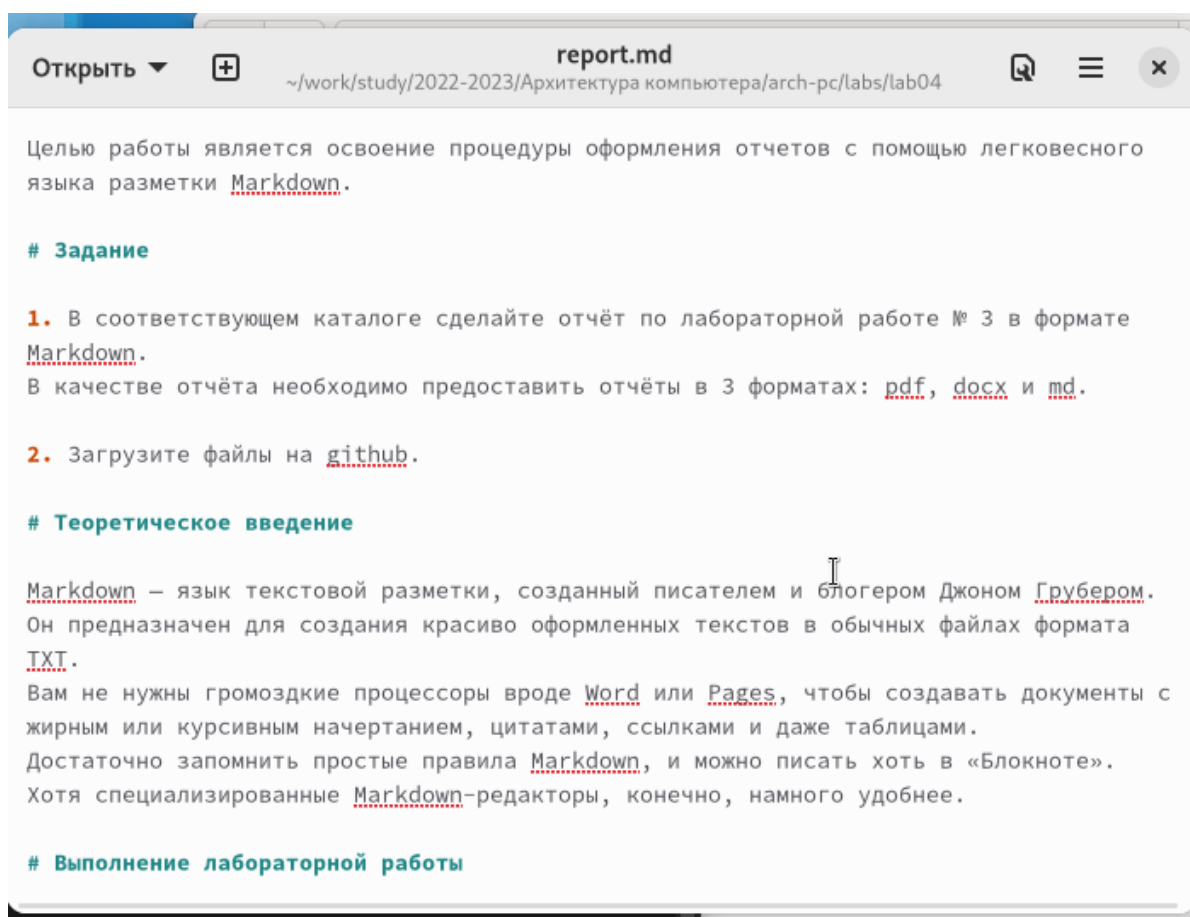 Открыть
report.md
~/work/study/2022-2023/Архитектура компьютера/arch-pc/labs/lab04
Целью работы является освоение процедуры оформления отчетов с помощью легковесного
языка разметки Markdown.
# Задание
1. В соответствующем каталоге сделайте отчёт по лабораторной работе № 3 в формате
Markdown.
В качестве отчёта необходимо предоставить отчёты в 3 форматах: pdf, docx и md.
2. Загрузите файлы на github.
# Теоретическое введение
Markdown — язык текстовой разметки, созданный писателем и блогером Джоном Грубером.
Он предназначен для создания красиво оформленных текстов в обычных файлах формата
TXT.
Вам не нужны громоздкие процессоры вроде Word или Pages, чтобы создавать документы с
жирным или курсивным начертанием, цитатами, ссылками и даже таблицами.
Достаточно запомнить простые правила Markdown, и можно писать хоть в «Блокноте».
Хотя специализированные Markdown-редакторы, конечно, намного удобнее.
# Выполнение лабораторной работы